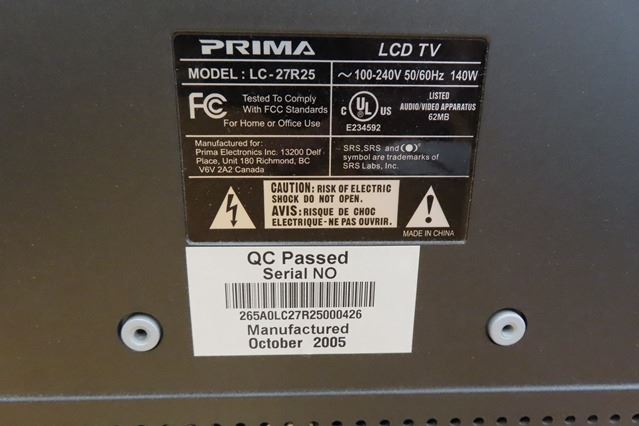 PRIMA LCD TV
MODEL : LC-27R25 ~ 100-240V 50/60Hz 140W
FC Tested To Comply
With FCC Standards
For Home or Office Use
C UL US
LISTED
AUDIO/VIDEO APPARATUS
62MB
E234592
Manufactured for:
Prima Electronics Inc. 13200 Delf
Place, Unit 180 Richmond, BC
V6V 2A2 Canada
SRS,SRS and (●)®
symbol are trademarks of
SRS Labs, Inc.
CAUTION: RISK OF ELECTRIC
SHOCK DO NOT OPEN.
AVIS: RISQUE DE CHOC
ELECTRIQUE-NE PAS OUVRIR.
MADE IN CHINA
QC Passed
Serial NO
265A0LC27R25000426
Manufactured
October 2005